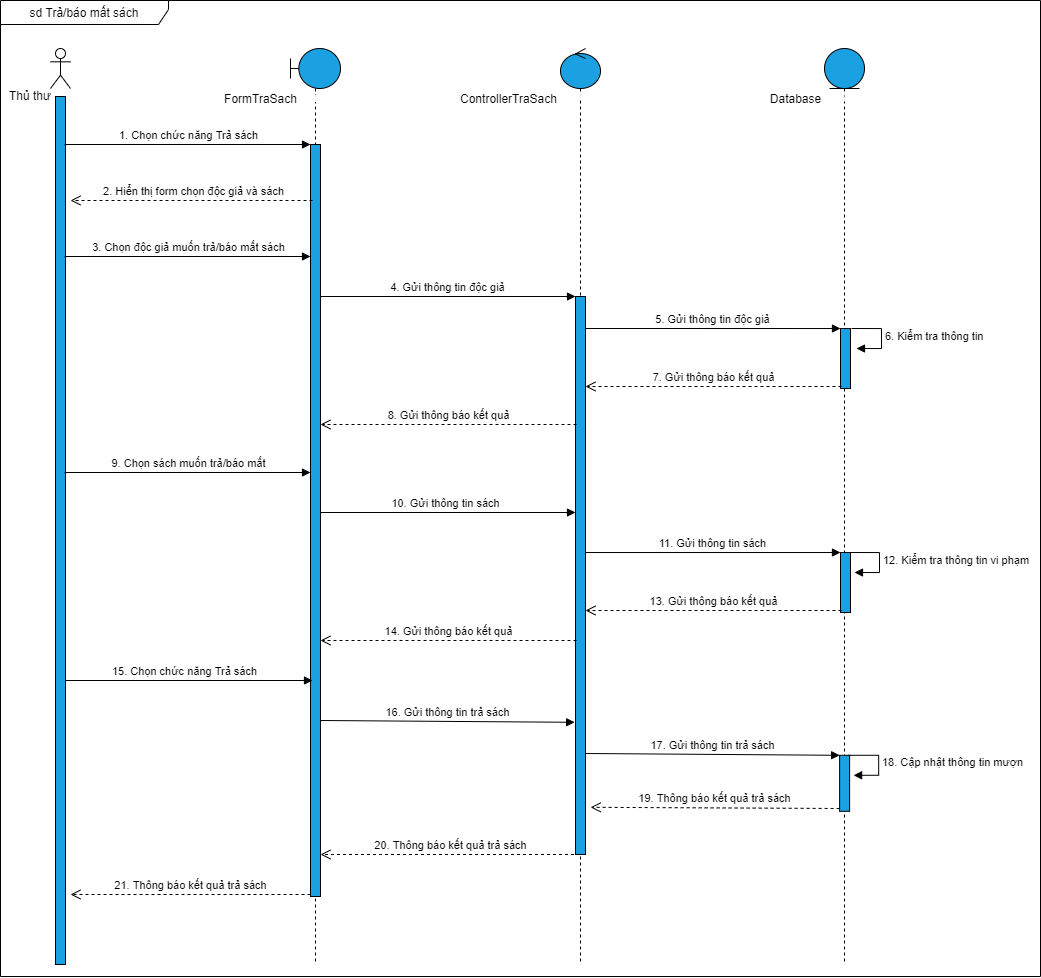 sd Trả/báo mất sách
Thủ thư
FormTraSach
ControllerTraSach
Database
1. Chọn chức năng Trả sách
2. Hiển thị form chọn độc giả và sách
3. Chọn độc giả muốn trả/báo mất sách
4. Gửi thông tin độc giả
5. Gửi thông tin độc giả
6. Kiểm tra thông tin
7. Gửi thông báo kết quả
8. Gửi thông báo kết quả
9. Chọn sách muốn trả/báo mất
10. Gửi thông tin sách
11. Gửi thông tin sách
12. Kiểm tra thông tin vi phạm
13. Gửi thông báo kết quả
14. Gửi thông báo kết quả
15. Chọn chức năng Trả sách
16. Gửi thông tin trả sách
17. Gửi thông tin trả sách
18. Cập nhật thông tin mượn
19. Thông báo kết quả trả sách
20. Thông báo kết quả trả sách
21. Thông báo kết quả trả sách